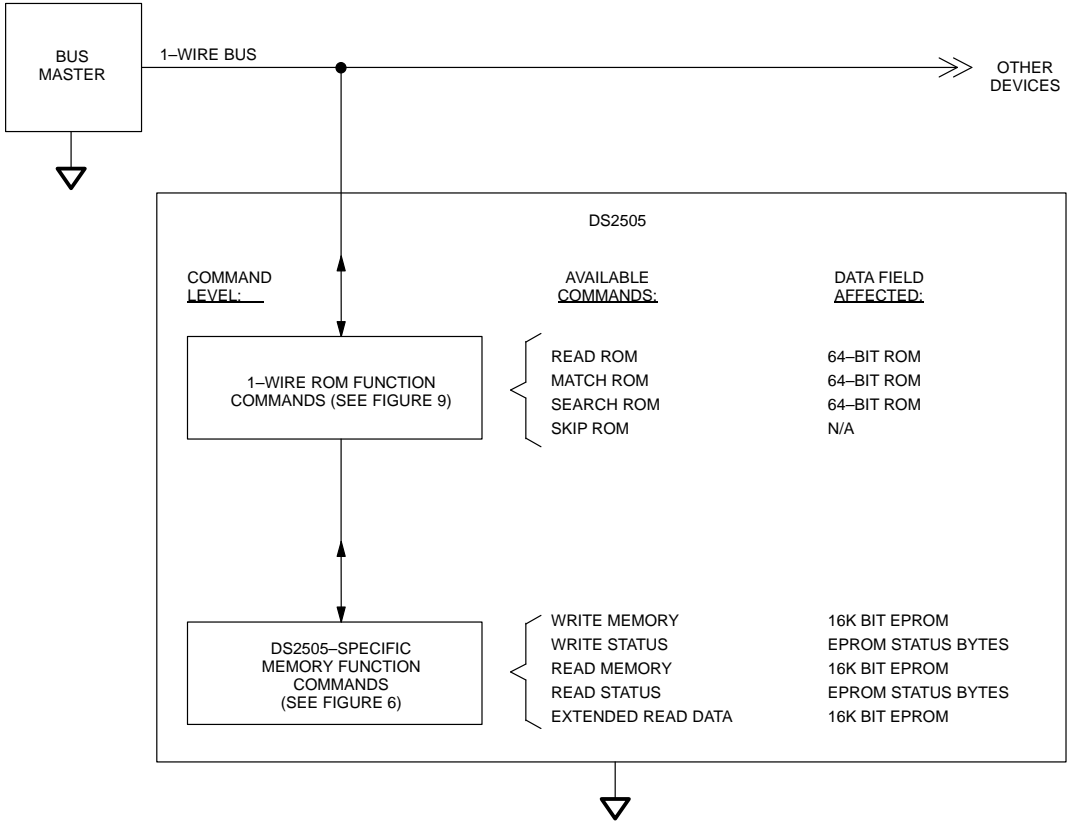 BUS
MASTER
1–WIRE BUS
OTHER
DEVICES
DS2505
COMMAND
LEVEL:
AVAILABLE
COMMANDS:
DATA FIELD
AFFECTED:
1–WIRE ROM FUNCTION
COMMANDS (SEE FIGURE 9)
READ ROM 64–BIT ROM
MATCH ROM 64–BIT ROM
SEARCH ROM 64–BIT ROM
SKIP ROM N/A
DS2505–SPECIFIC
MEMORY FUNCTION
COMMANDS
(SEE FIGURE 6)
WRITE MEMORY 16K BIT EPROM
WRITE STATUS EPROM STATUS BYTES
READ MEMORY 16K BIT EPROM
READ STATUS EPROM STATUS BYTES
EXTENDED READ DATA 16K BIT EPROM